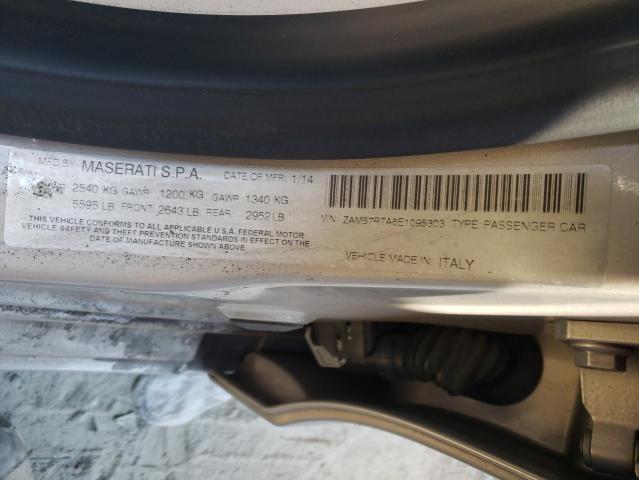 MFD BY: MASERATI S.P.A. DATE OF MFR: 1/14
2540 KG GAWR 1200 KG GAWR 1340 KG
5595 LB FRONT 2643 LB REAR: 2952 LB
THIS VEHICLE CONFORMS TO ALL APPLICABLE U.S.A. FEDERAL MOTOR
VEHICLE SAFETY AND THEFT PREVENTION STANDARDS IN EFFECT ON THE
DATE OF MANUFACTURE SHOWN ABOVE.
VIN: ZAM57RTA8E1095303 TYPE PASSENGER CAR
VEHICLE MADE IN: ITALY